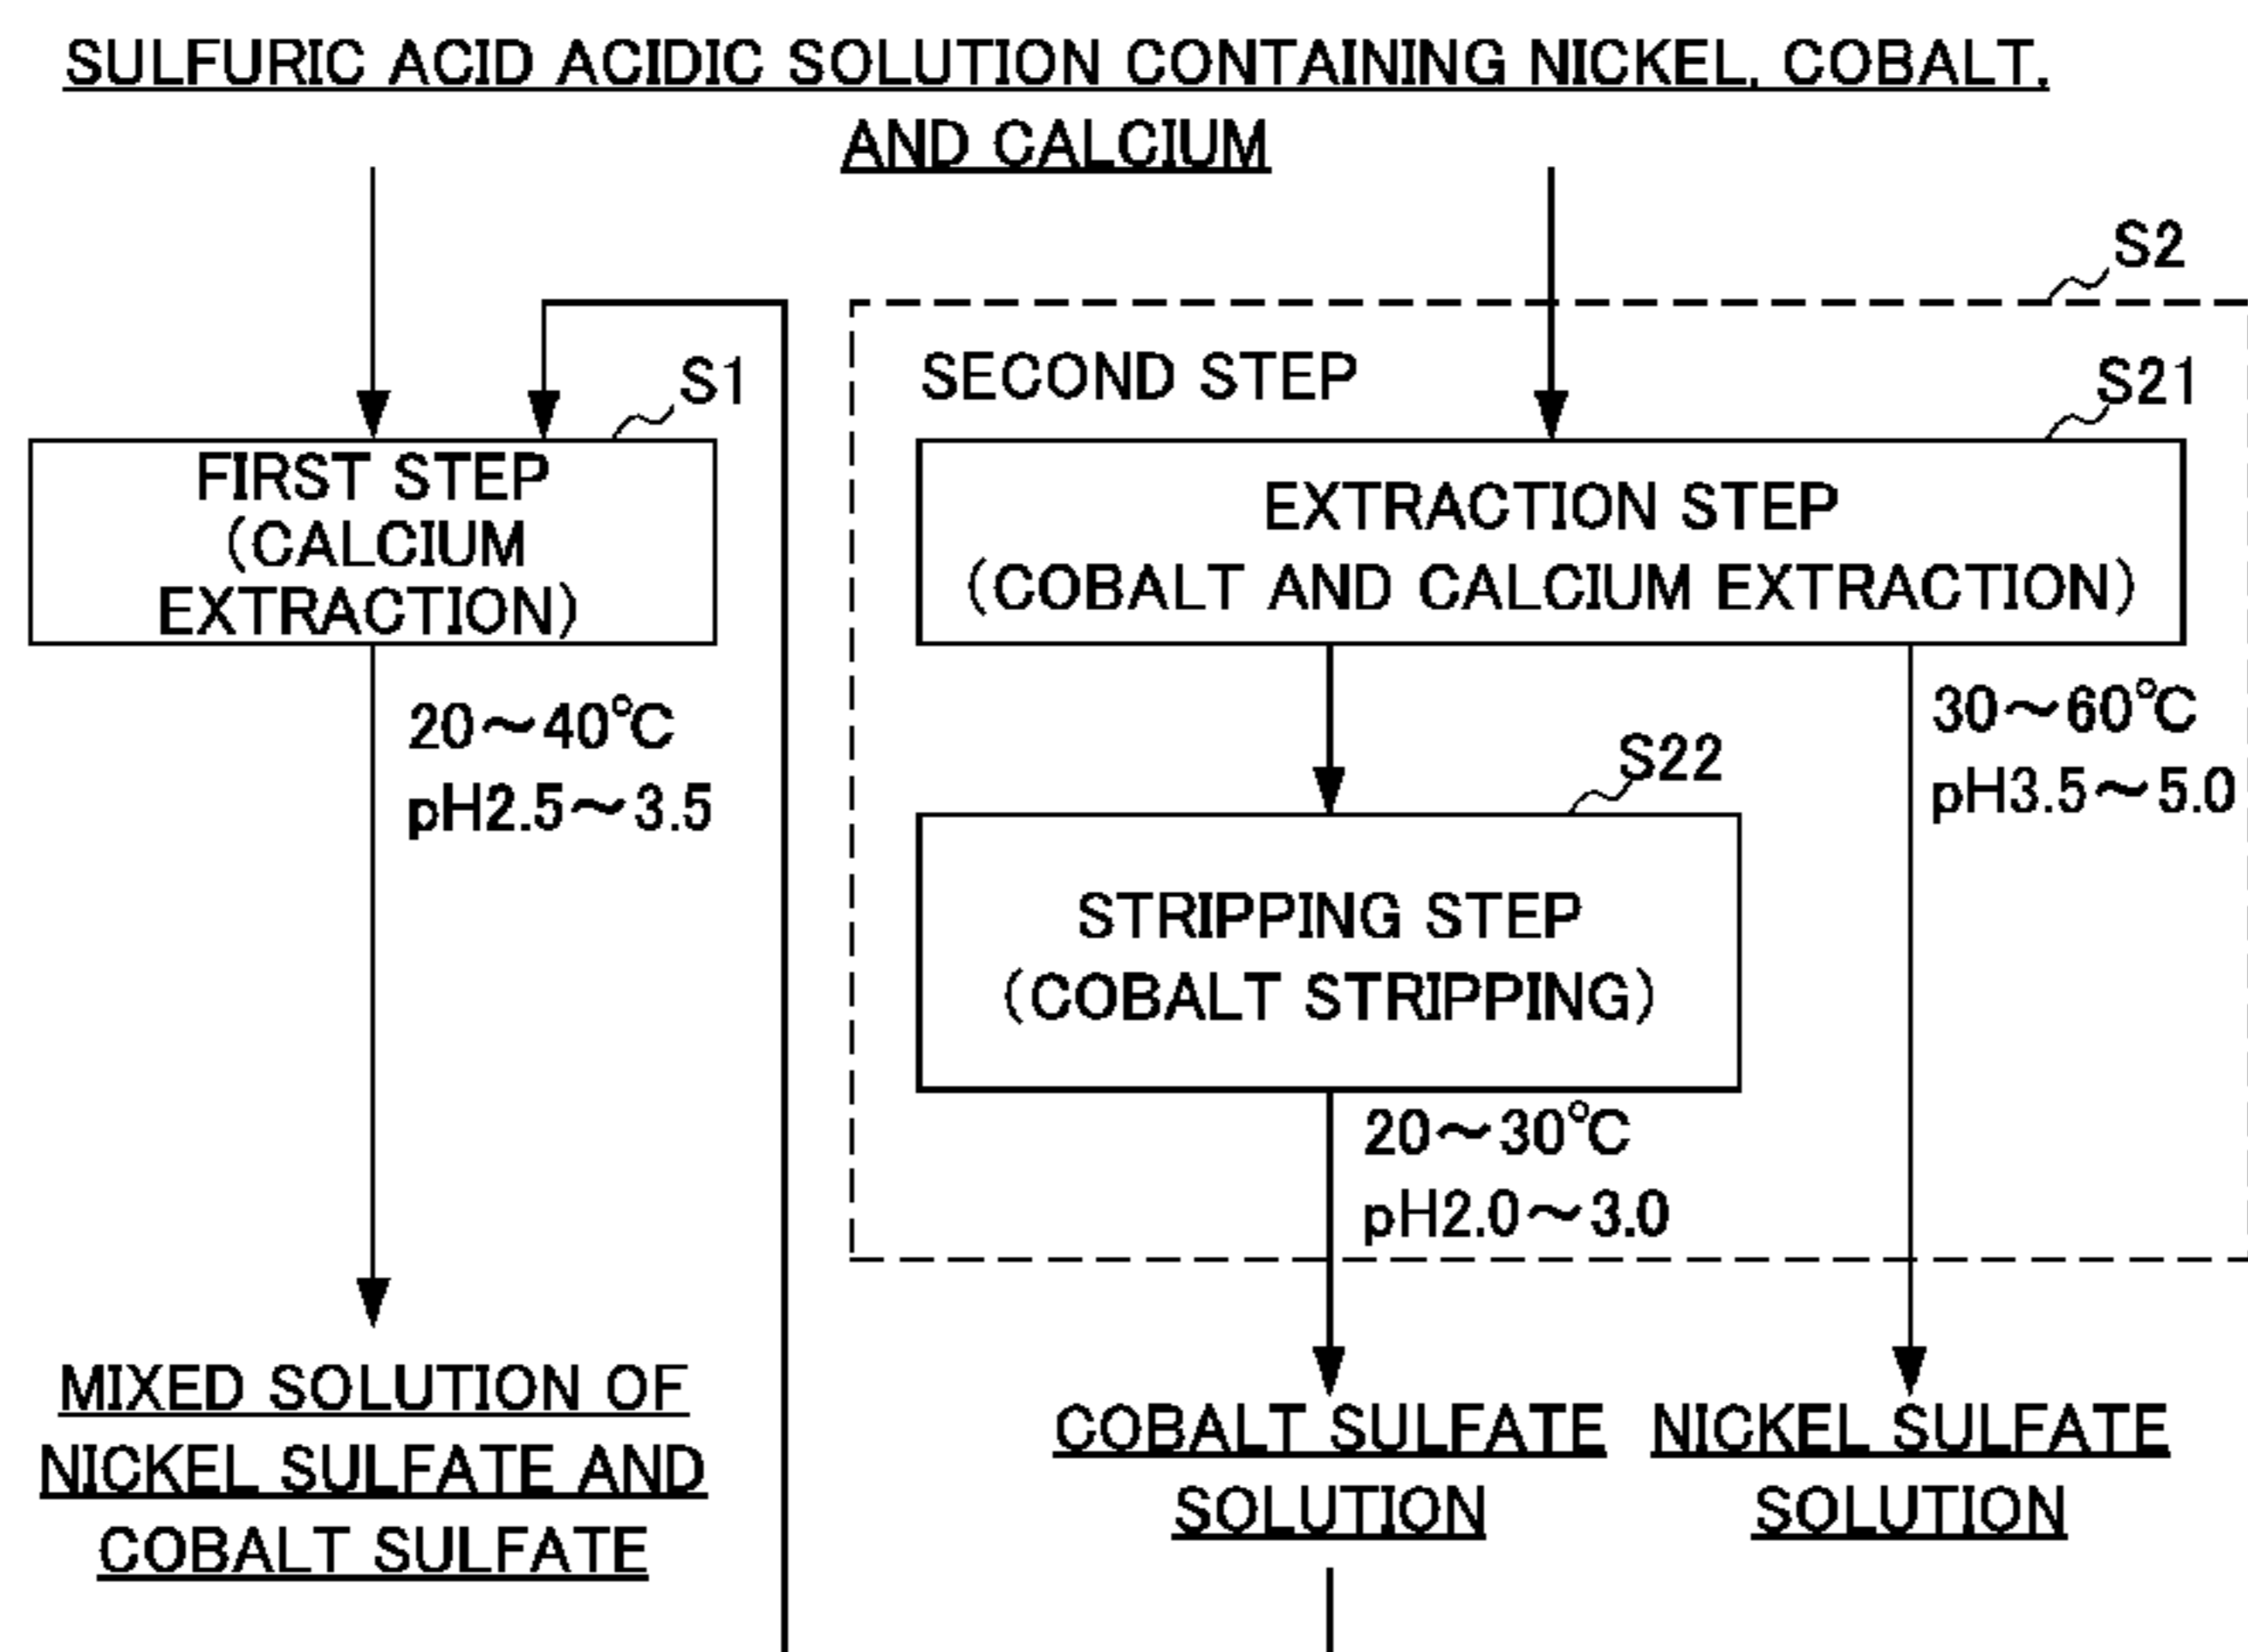 SULFURIC ACID ACIDIC SOLUTION CONTAINING NICKEL, COBALT,
AND CALCIUM
S2
SECOND STEP
S1
S21
FIRST STEP
(CALCIUM
EXTRACTION)
EXTRACTION STEP
(COBALT AND CALCIUM EXTRACTION)
20～40℃
pH2.5～3.5
30～60℃
pH3.5～5.0
S22
STRIPPING STEP
(COBALT STRIPPING)
20～30℃
pH2.0～3.0
MIXED SOLUTION OF
NICKEL SULFATE AND
COBALT SULFATE
COBALT SULFATE
SOLUTION
NICKEL SULFATE
SOLUTION